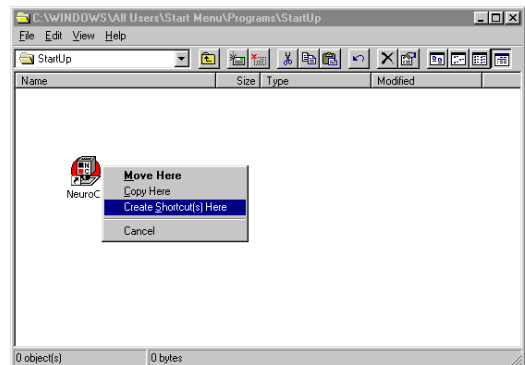 C:\WINDOWS\All Users\Start Menu\Programs\StartUp
File Edit View Help
StartUp
Name Size Type Modified
Move Here
NeuroC Copy Here
Create Shortcut(s) Here
Cancel
0 object(s) 0 bytes